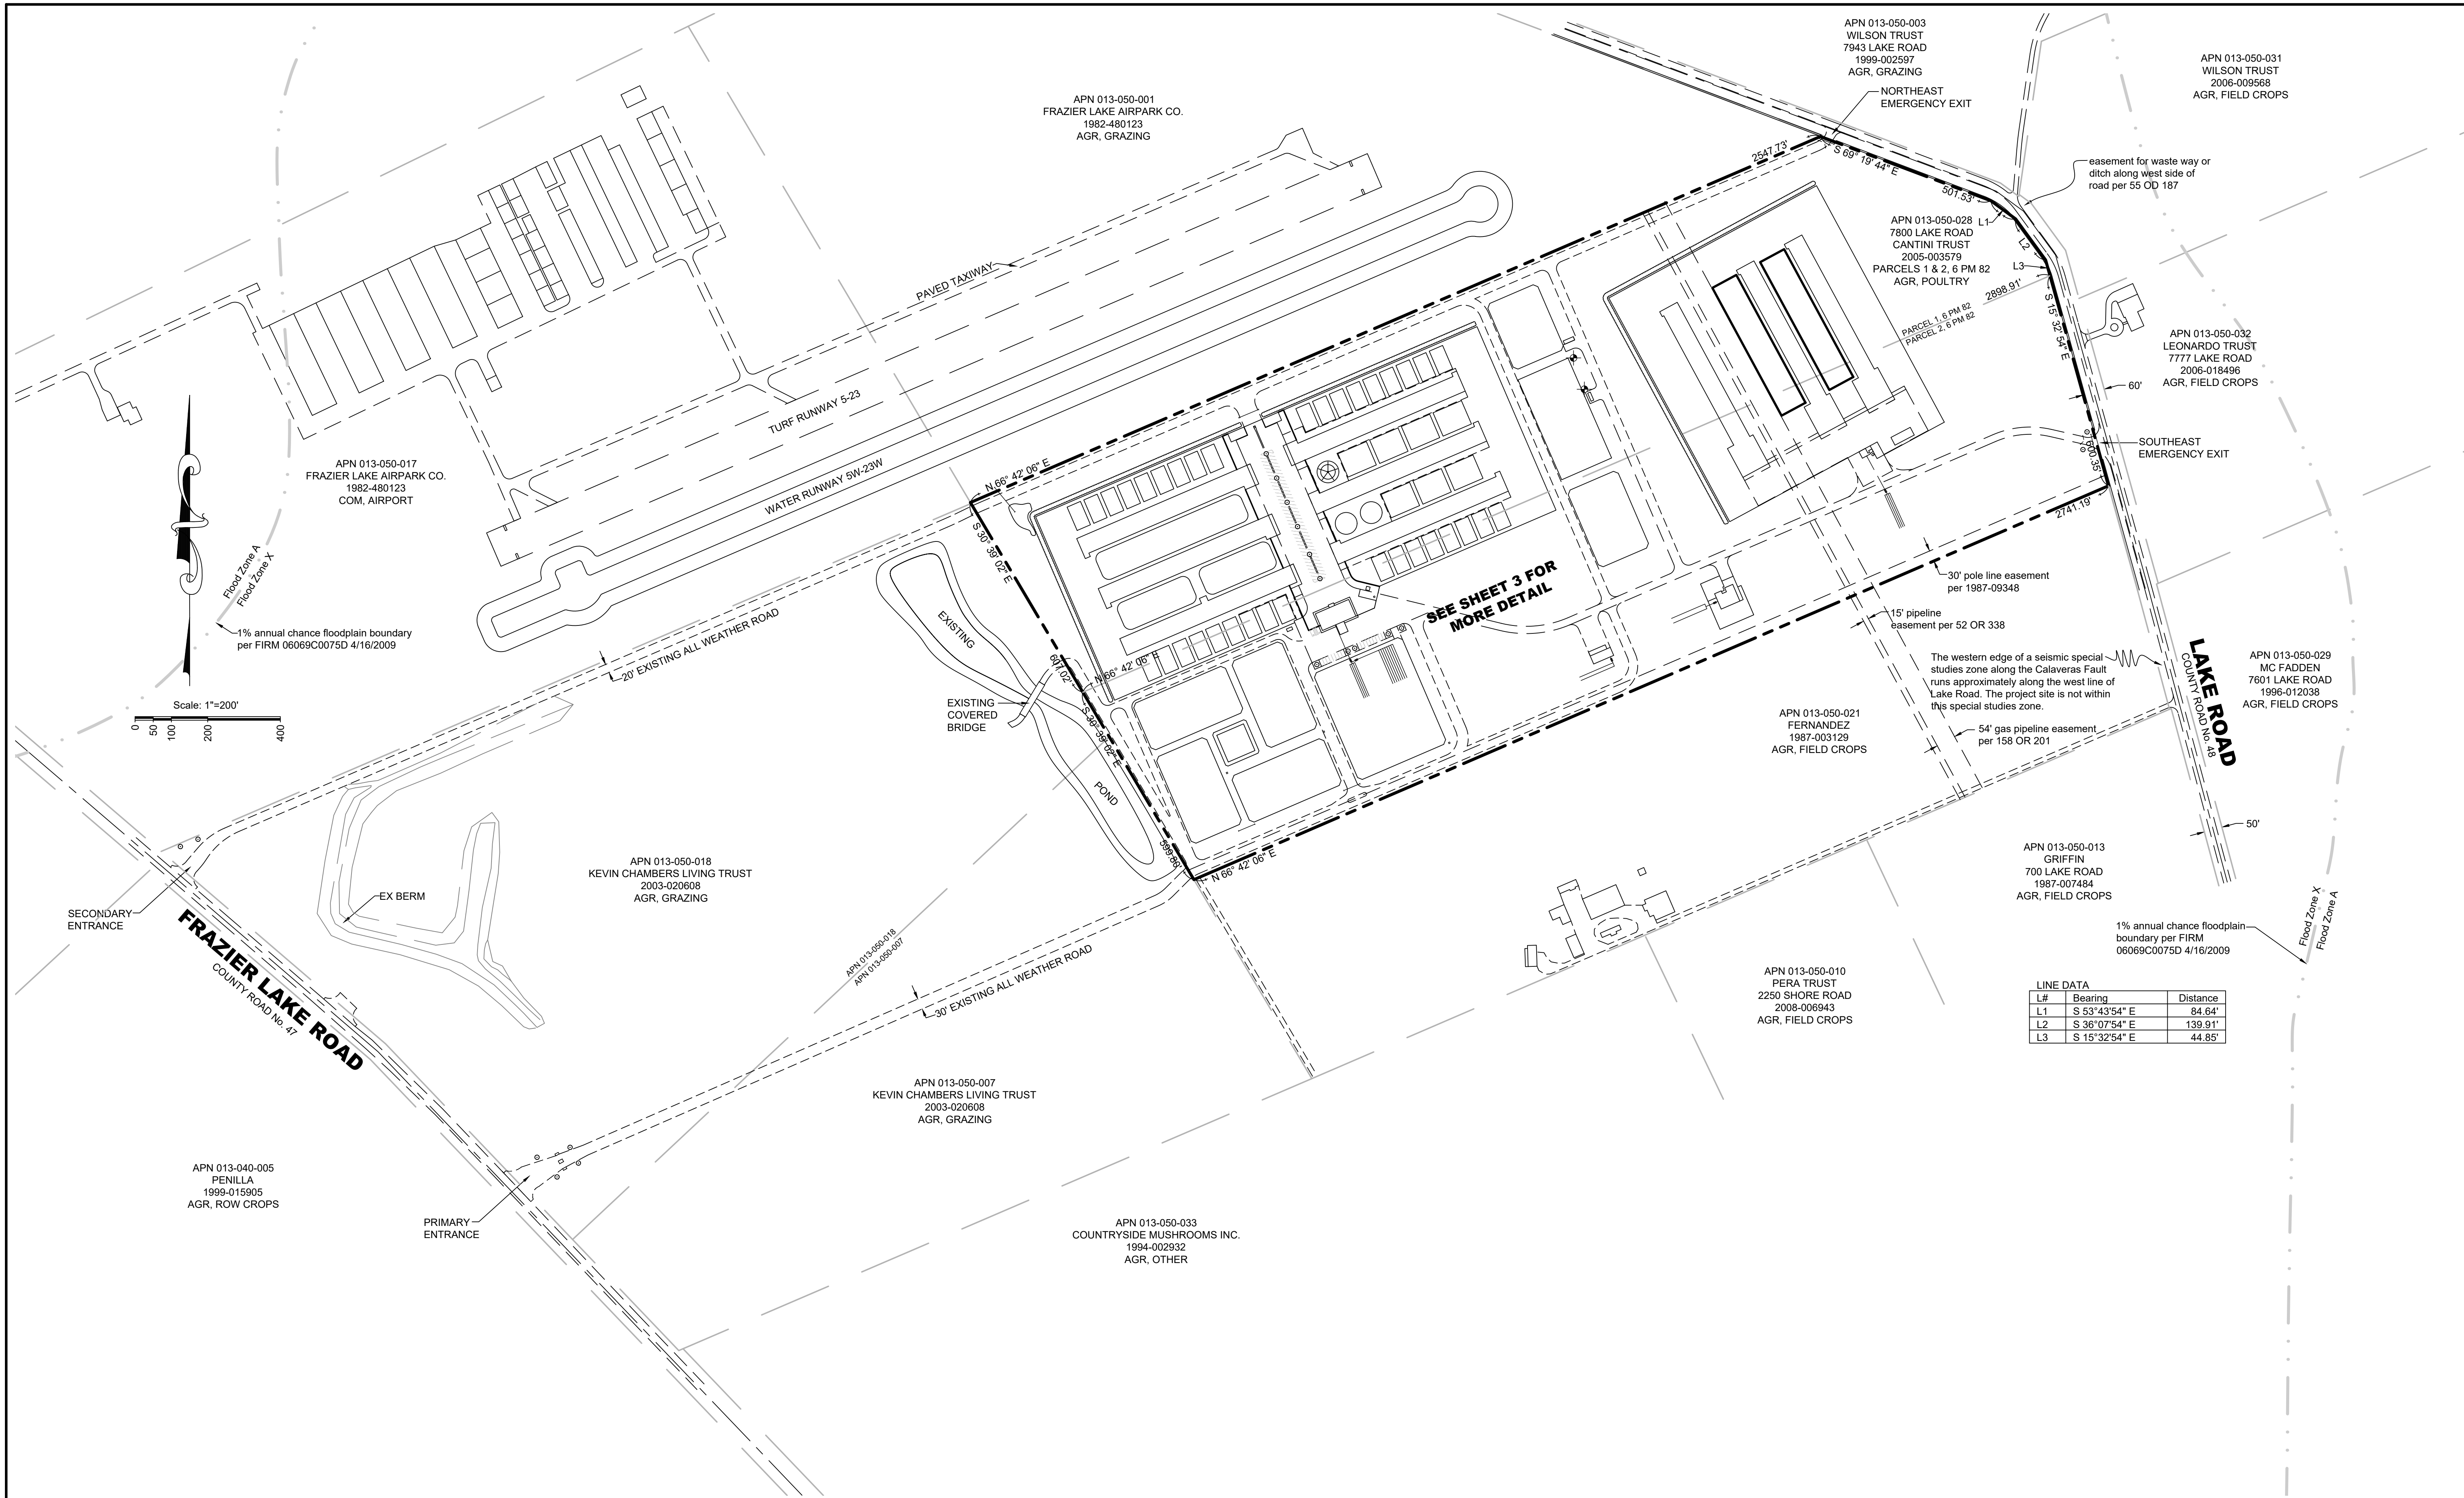 APN 013-050-003
WILSON TRUST
7943 LAKE ROAD
1999-002597
AGR, GRAZING
APN 013-050-031
WILSON TRUST
2006-009568
AGR, FIELD CROPS
NORTHEAST
EMERGENCY EXIT
APN 013-050-001
FRAZIER LAKE AIRPARK CO.
1982-480123
AGR, GRAZING
2547.73'
S 69° 19' 44" E
501.53'
easement for waste way or
ditch along west side of
road per 55 OD 187
APN 013-050-028
7800 LAKE ROAD
CANTINI TRUST
2005-003579
PARCELS 1 & 2, 6 PM 82
AGR, POULTRY
L1
L2
L3
2898.91'
PARCEL 1, 6 PM 82
PARCEL 2, 6 PM 82
S 15° 32' 54" E
APN 013-050-032
LEONARDO TRUST
7777 LAKE ROAD
2006-018496
AGR, FIELD CROPS
60'
PAVED TAXIWAY
TURF RUNWAY 5-23
WATER RUNWAY 5W-23W
SOUTHEAST
EMERGENCY EXIT
600.35'
2741.19'
APN 013-050-017
FRAZIER LAKE AIRPARK CO.
1982-480123
COM, AIRPORT
N 66° 42' 06" E
S 30° 39' 02" E
Flood Zone A
Flood Zone X
1% annual chance floodplain boundary
per FIRM 06069C0075D 4/16/2009
Scale: 1"=200'
0
50
100
200
400
20' EXISTING ALL WEATHER ROAD
EXISTING
POND
EXISTING
COVERED
BRIDGE
607.02'
N 66° 42' 06" E
S 30° 39' 02" E
599.80'
N 66° 42' 06" E
SEE SHEET 3 FOR
MORE DETAIL
30' pole line easement
per 1987-09348
15' pipeline
easement per 52 OR 338
The western edge of a seismic special
studies zone along the Calaveras Fault
runs approximately along the west line of
Lake Road. The project site is not within
this special studies zone.
54' gas pipeline easement
per 158 OR 201
LAKE ROAD
COUNTY ROAD No. 48
APN 013-050-029
MC FADDEN
7601 LAKE ROAD
1996-012038
AGR, FIELD CROPS
APN 013-050-021
FERNANDEZ
1987-003129
AGR, FIELD CROPS
50'
APN 013-050-013
GRIFFIN
700 LAKE ROAD
1987-007484
AGR, FIELD CROPS
Flood Zone X
Flood Zone A
1% annual chance floodplain
boundary per FIRM
06069C0075D 4/16/2009
APN 013-050-018
KEVIN CHAMBERS LIVING TRUST
2003-020608
AGR, GRAZING
EX BERM
SECONDARY
ENTRANCE
FRAZIER LAKE ROAD
COUNTY ROAD No. 47
APN 013-050-018
APN 013-050-007
30' EXISTING ALL WEATHER ROAD
APN 013-050-010
PERA TRUST
2250 SHORE ROAD
2008-006943
AGR, FIELD CROPS
LINE DATA
L# Bearing Distance
L1 S 53°43'54" E 84.64'
L2 S 36°07'54" E 139.91'
L3 S 15°32'54" E 44.85'
APN 013-050-007
KEVIN CHAMBERS LIVING TRUST
2003-020608
AGR, GRAZING
APN 013-040-005
PENILLA
1999-015905
AGR, ROW CROPS
PRIMARY
ENTRANCE
APN 013-050-033
COUNTRYSIDE MUSHROOMS INC.
1994-002932
AGR, OTHER